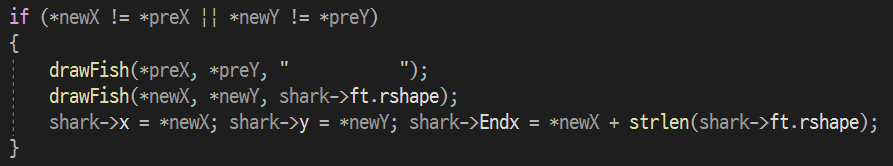 if (*newX != *preX || *newY != *preY)
{
    drawFish(*preX, *preY, "          ");
    drawFish(*newX, *newY, shark->ft.rshape);
    shark->x = *newX; shark->y = *newY; shark->Endx = *newX + strlen(shark->ft.rshape);
}